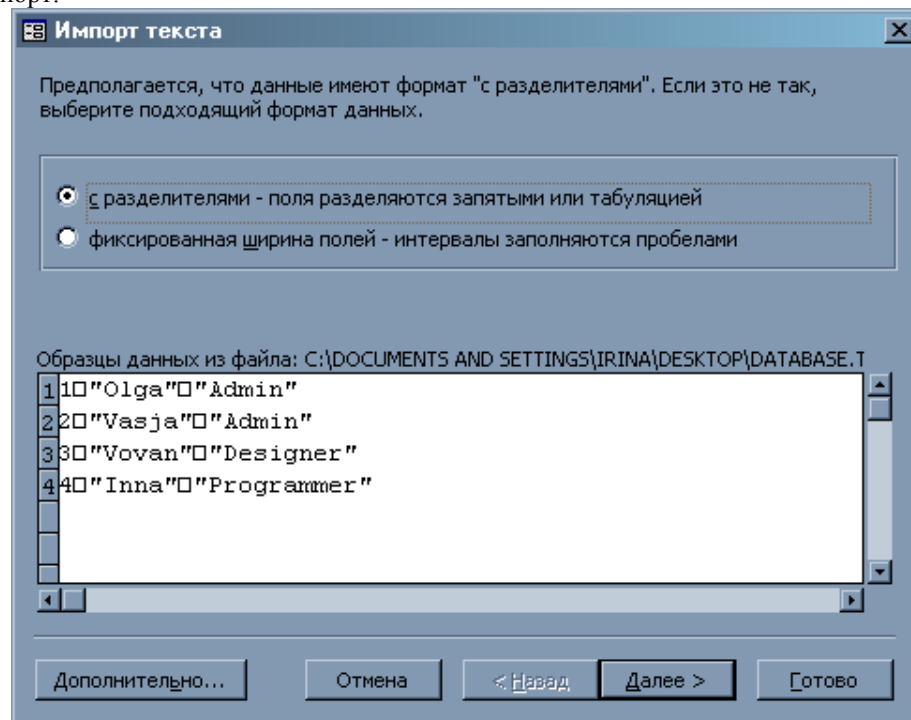 порт.
Импорт текста
Предполагается, что данные имеют формат "с разделителями". Если это не так,
выберите подходящий формат данных.
с разделителями - поля разделяются запятыми или табуляцией
фиксированная ширина полей - интервалы заполняются пробелами
Образцы данных из файла: C:\DOCUMENTS AND SETTINGS\IRINA\DESKTOP\DATABASE.T
1 1□"Olga"□"Admin"
2 2□"Vasja"□"Admin"
3 3□"Vovan"□"Designer"
4 4□"Inna"□"Programmer"
Дополнительно... Отмена < Назад Далее > Готово